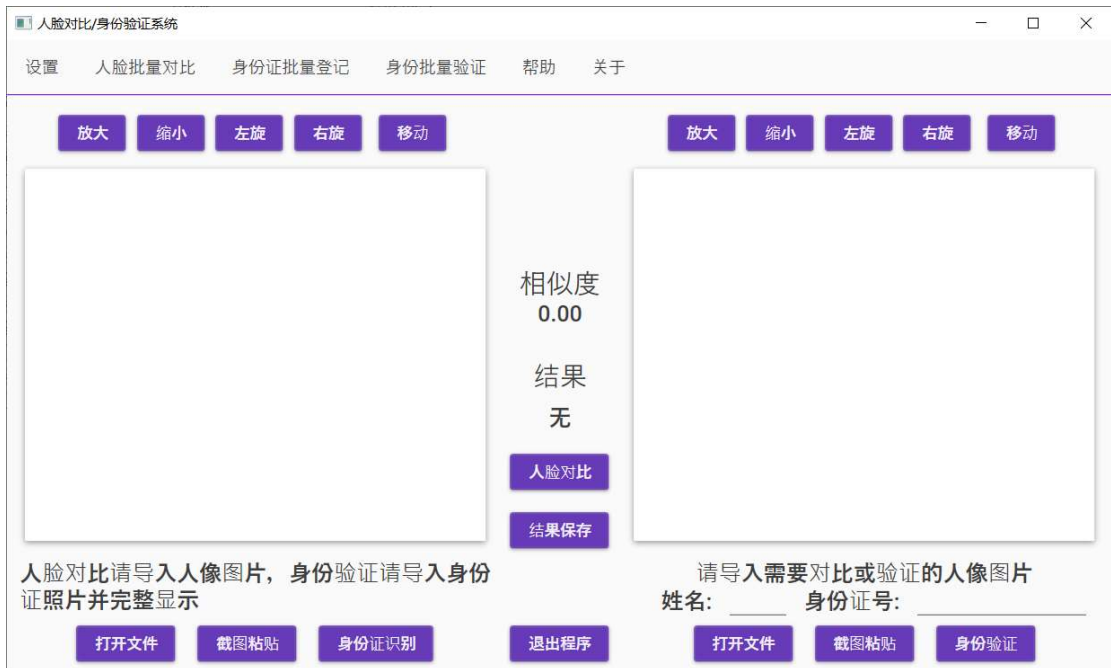 人脸对比/身份验证系统
设置 人脸批量对比 身份证批量登记 身份批量验证 帮助 关于
放大 缩小 左旋 右旋 移动 放大 缩小 左旋 右旋 移动
相似度
0.00
结果
无
人脸对比
结果保存
人脸对比请导入人像图片，身份验证请导入身份
证照片并完整显示
请导入需要对比或验证的人像图片
姓名: 身份证号:
打开文件 截图粘贴 身份证识别 退出程序 打开文件 截图粘贴 身份验证